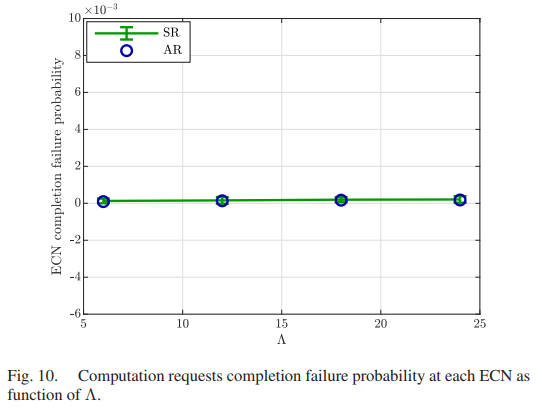 ×10⁻³
10
8
6
4
2
0
-2
-4
-6
ECN completion failure probability
SR
AR
5 10 15 20 25
Λ
Fig. 10. Computation requests completion failure probability at each ECN as
function of Λ.